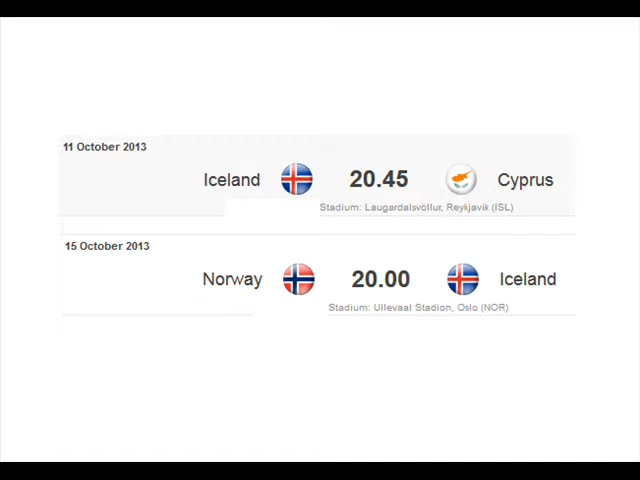 11 October 2013
Iceland 20.45 Cyprus
Stadium: Laugardalsvöllur, Reykjavik (ISL)
15 October 2013
Norway 20.00 Iceland
Stadium: Ullevaal Stadion, Oslo (NOR)